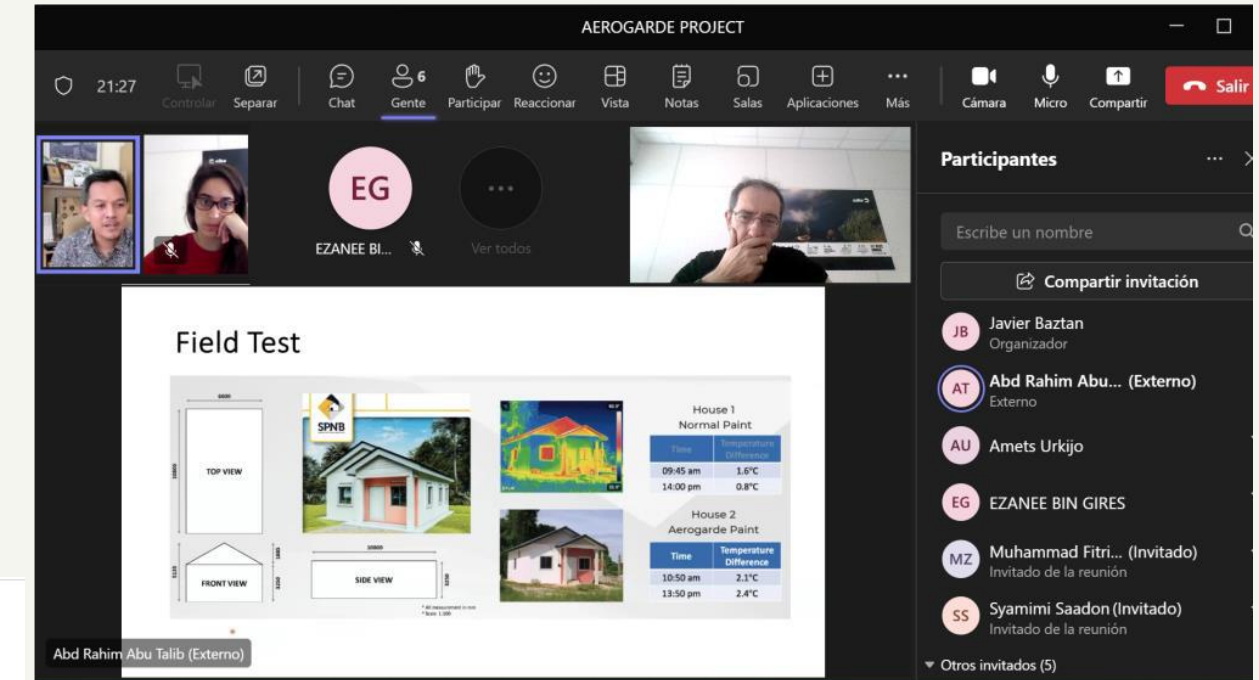 AEROGARDE PROJECT
21:27
Controlar
Separar
Chat
6
Gente
Participar
Reaccionar
Vista
Notas
Salas
Aplicaciones
Más
Cámara
Micro
Compartir
Salir
EG
EZANEE BI...
Ver todos
Participantes
Escribe un nombre
Compartir invitación
JB
Javier Baztan
Organizador
AT
Abd Rahim Abu... (Externo)
Externo
AU
Amets Urkijo
EG
EZANEE BIN GIRES
MZ
Muhammad Fitri... (Invitado)
Invitado de la reunión
SS
Syamimi Saadon (Invitado)
Invitado de la reunión
Otros invitados (5)
Field Test
TOP VIEW
FRONT VIEW
SIDE VIEW
SPNB
House 1
Normal Paint
Time Temperature
Difference
09:45 am 1.6°C
14:00 pm 0.8°C
House 2
Aerogarde Paint
Time Temperature
Difference
10:50 am 2.1°C
13:50 pm 2.4°C
* All measurement in mm
Abd Rahim Abu Talib (Externo)